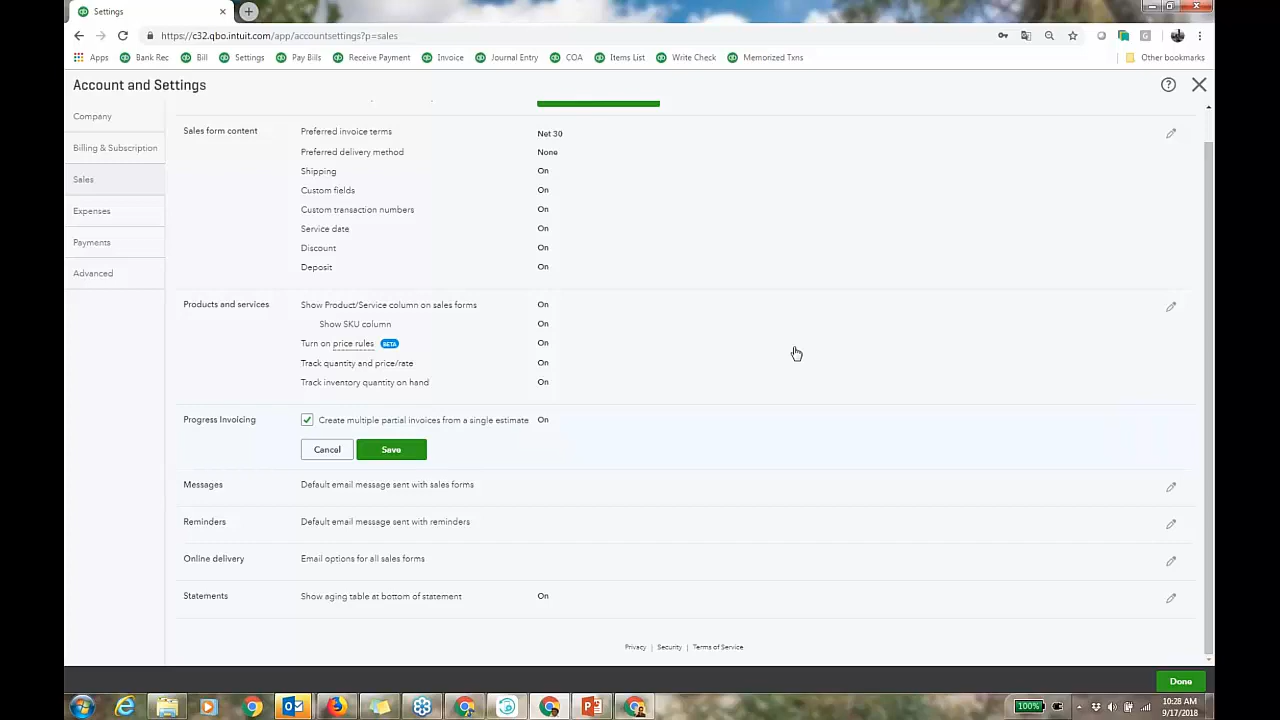 Settings
https://c32.qbo.intuit.com/app/accountsettings?p=sales
Apps Bank Rec Bill Settings Pay Bills Receive Payment Invoice Journal Entry COA Items List Write Check Memorized Txns Other bookmarks
Account and Settings
Company
Billing & Subscription
Sales
Expenses
Payments
Advanced
Sales form content
Preferred invoice terms Net 30
Preferred delivery method None
Shipping On
Custom fields On
Custom transaction numbers On
Service date On
Discount On
Deposit On
Products and services
Show Product/Service column on sales forms On
Show SKU column On
Turn on price rules BETA On
Track quantity and price/rate On
Track inventory quantity on hand On
Progress Invoicing
Create multiple partial invoices from a single estimate On
Cancel Save
Messages Default email message sent with sales forms
Reminders Default email message sent with reminders
Online delivery Email options for all sales forms
Statements Show aging table at bottom of statement On
Privacy | Security | Terms of Service
Done
100%
10:28 AM
9/17/2018